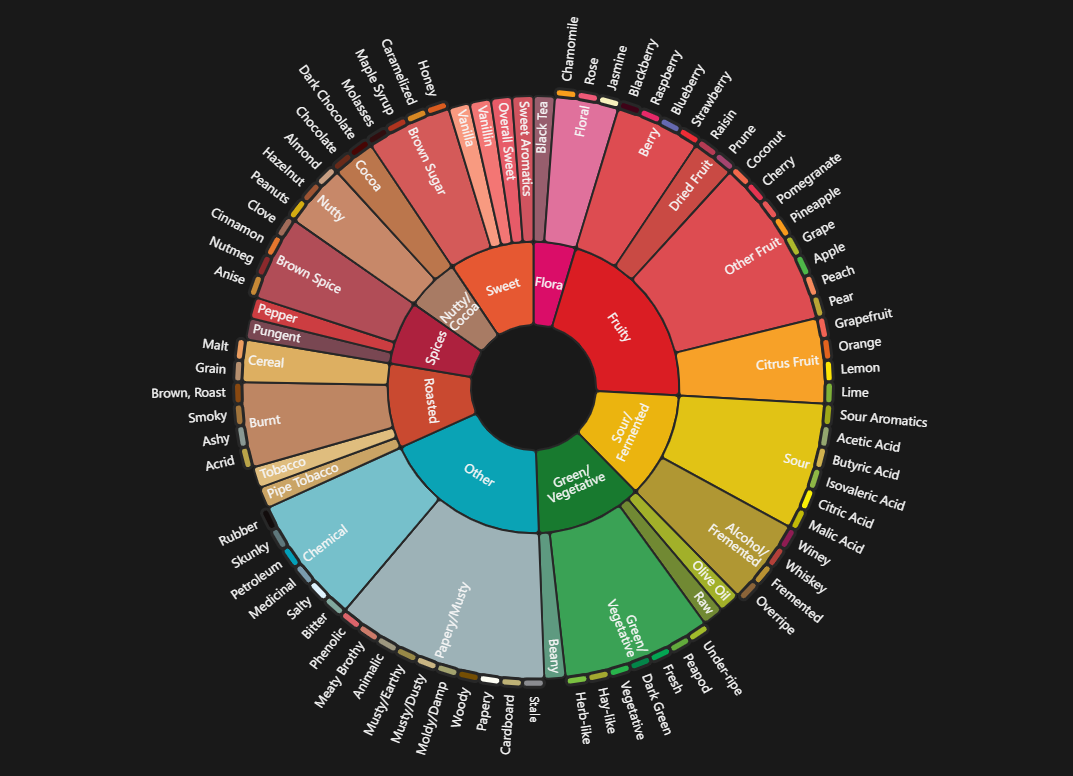 Flora
Fruity
Sour/
Fermented
Green/
Vegetative
Other
Roasted
Spices
Nutty/
Cocoa
Sweet
Black Tea
Floral
Berry
Dried Fruit
Other Fruit
Citrus Fruit
Sour
Alcohol/
Fermented
Olive Oil
Raw
Green/
Vegetative
Beany
Papery/Musty
Chemical
Pipe Tobacco
Tobacco
Burnt
Cereal
Pungent
Pepper
Brown Spice
Nutty
Cocoa
Brown Sugar
Vanilla
Vanillin
Overall Sweet
Sweet Aromatics
Chamomile
Rose
Jasmine
Blackberry
Raspberry
Blueberry
Strawberry
Raisin
Prune
Coconut
Cherry
Pomegranate
Pineapple
Grape
Apple
Peach
Pear
Grapefruit
Orange
Lemon
Lime
Sour Aromatics
Acetic Acid
Butyric Acid
Isovaleric Acid
Citric Acid
Malic Acid
Winey
Whiskey
Fremented
Overripe
Under-ripe
Peapod
Fresh
Dark Green
Vegetative
Hay-like
Herb-like
Stale
Cardboard
Papery
Woody
Moldy/Damp
Musty/Dusty
Musty/Earthy
Animalic
Meaty Brothy
Phenolic
Bitter
Salty
Medicinal
Petroleum
Skunky
Rubber
Acrid
Ashy
Smoky
Brown, Roast
Grain
Malt
Anise
Nutmeg
Cinnamon
Clove
Peanuts
Hazelnut
Almond
Chocolate
Dark Chocolate
Molasses
Maple Syrup
Caramelized
Honey